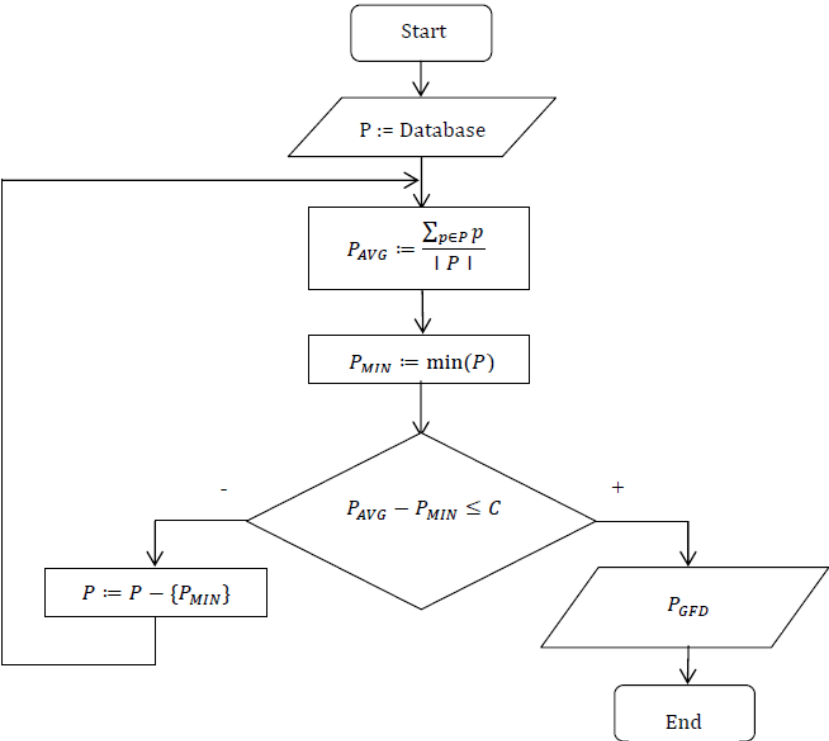 Start
P := Database
P_AVG := ∑_{p∈P} p / | P |
P_MIN := min(P)
-
+
P_AVG − P_MIN ≤ C
P := P − {P_MIN}
P_GFD
End